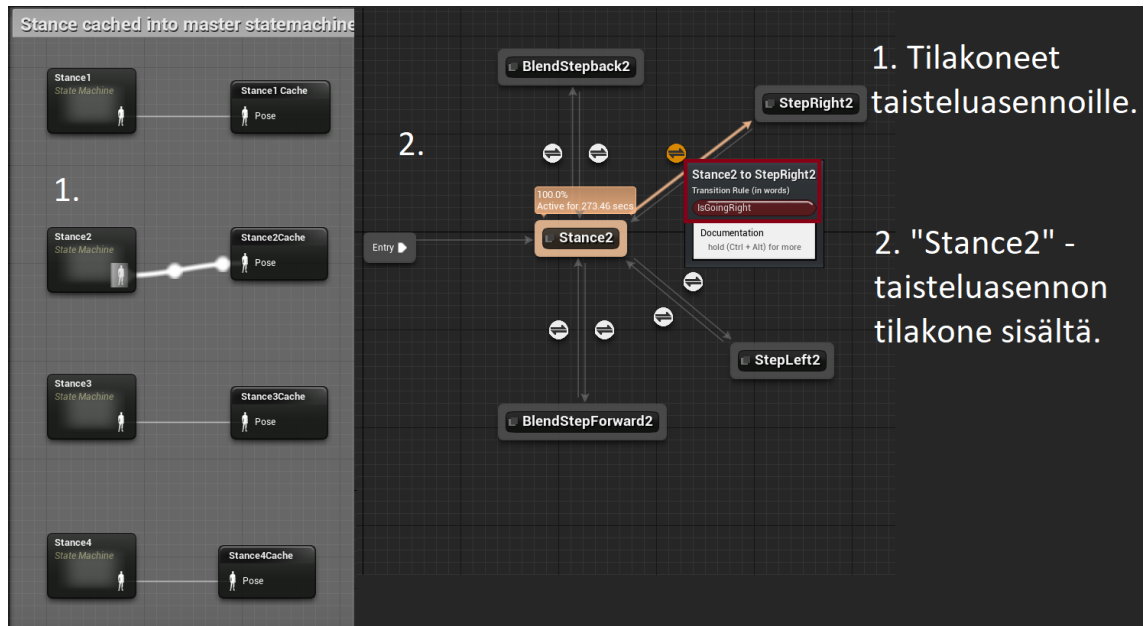 Stance cached into master statemachine
Stance1
State Machine
Stance1 Cache
Pose
1.
Stance2
State Machine
Stance2Cache
Pose
Stance3
State Machine
Stance3Cache
Pose
Stance4
State Machine
Stance4Cache
Pose
2.
BlendStepback2
StepRight2
100.0%
Active for 273.46 secs
Stance2 to StepRight2
Transition Rule (in words)
IsGoingRight
Documentation
hold (Ctrl + Alt) for more
Entry
Stance2
StepLeft2
BlendStepForward2
1. Tilakoneet
taisteluasennoille.
2. "Stance2" -
taisteluasennon
tilakone sisältä.